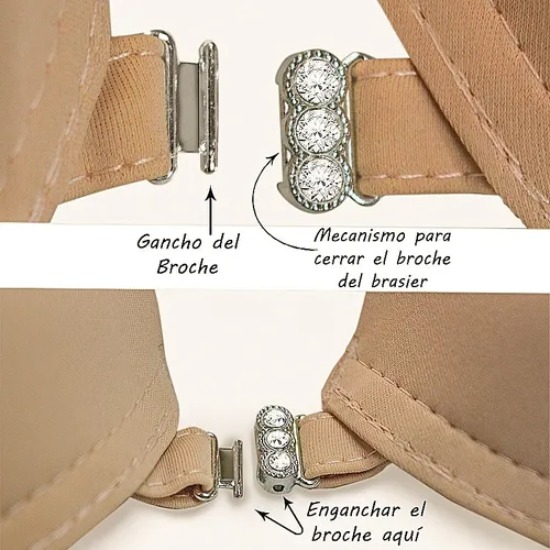 Gancho del
Broche
Mecanismo para
cerrar el broche
del brasier
Enganchar el
broche aquí